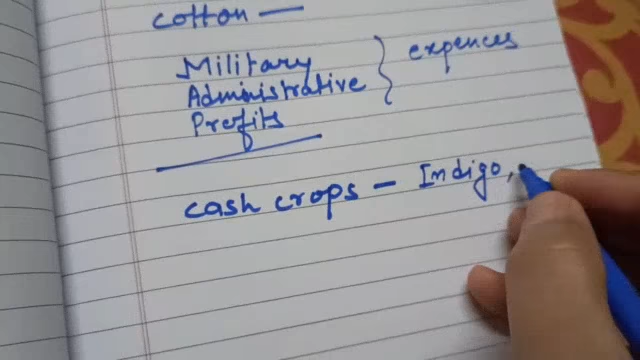 cotton —
Military
Administrative } expences
Profits
cash crops - Indigo,